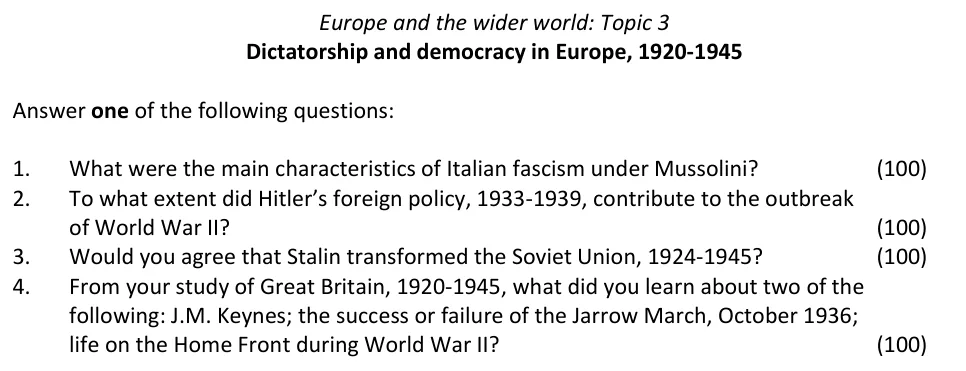 Europe and the wider world: Topic 3
Dictatorship and democracy in Europe, 1920-1945
Answer one of the following questions:
1. What were the main characteristics of Italian fascism under Mussolini? (100)
2. To what extent did Hitler’s foreign policy, 1933-1939, contribute to the outbreak
of World War II? (100)
3. Would you agree that Stalin transformed the Soviet Union, 1924-1945? (100)
4. From your study of Great Britain, 1920-1945, what did you learn about two of the
following: J.M. Keynes; the success or failure of the Jarrow March, October 1936;
life on the Home Front during World War II? (100)